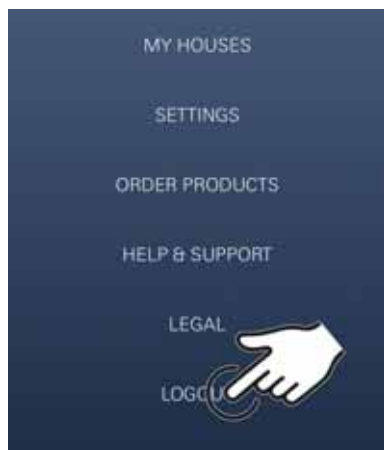 MY HOUSES
SETTINGS
ORDER PRODUCTS
HELP & SUPPORT
LEGAL